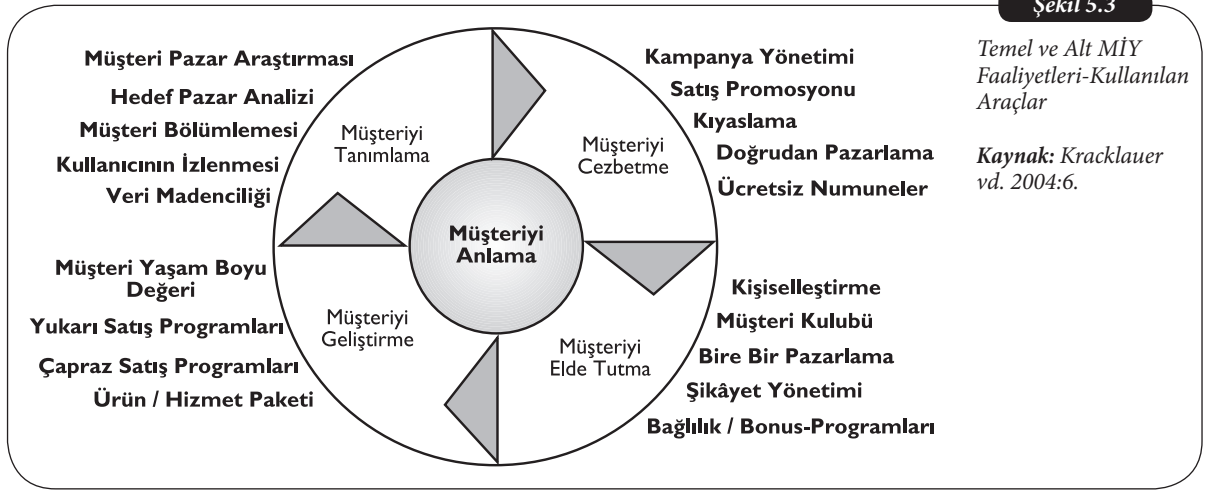 Şekil 5.3
Temel ve Alt MİY
Faaliyetleri-Kullanılan
Araçlar
Kaynak: Kracklauer
vd. 2004:6.
Müşteri Pazar Araştırması
Hedef Pazar Analizi
Müşteri Bölümlemesi
Kullanıcının İzlenmesi
Veri Madenciliği
Müşteriyi
Tanımlama
Müşteriyi
Cezbetme
Kampanya Yönetimi
Satış Promosyonu
Kıyaslama
Doğrudan Pazarlama
Ücretsiz Numuneler
Müşteriyi
Anlama
Müşteri Yaşam Boyu
Değeri
Yukarı Satış Programları
Çapraz Satış Programları
Ürün / Hizmet Paketi
Müşteriyi
Geliştirme
Müşteriyi
Elde Tutma
Kişiselleştirme
Müşteri Kulubü
Bire Bir Pazarlama
Şikâyet Yönetimi
Bağlılık / Bonus-Programları